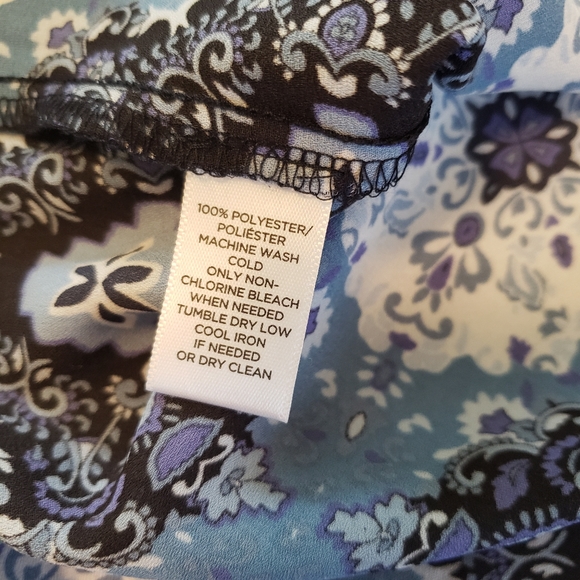 100% POLYESTER/
POLIÉSTER
MACHINE WASH
COLD
ONLY NON-
CHLORINE BLEACH
WHEN NEEDED
TUMBLE DRY LOW
COOL IRON
IF NEEDED
OR DRY CLEAN